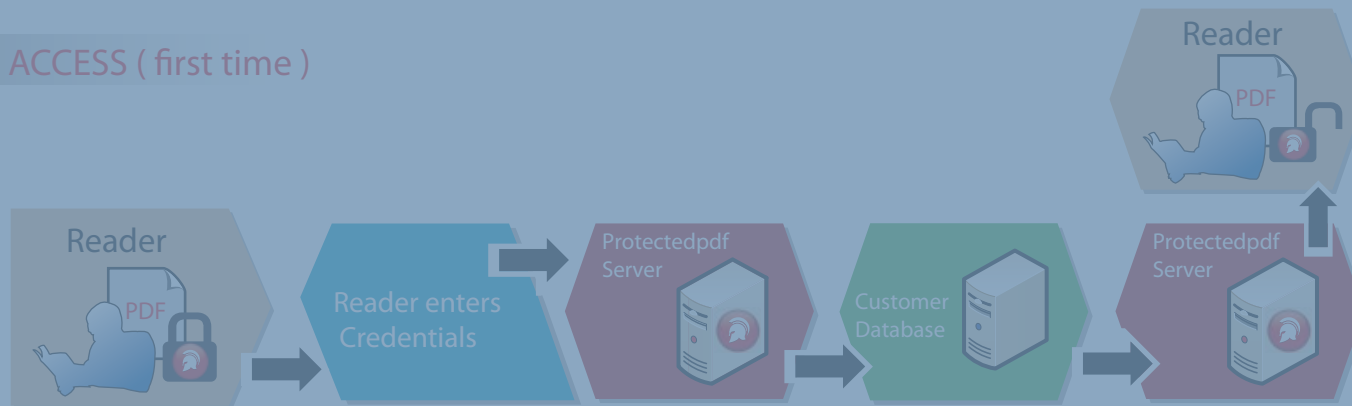 ACCESS ( first time )
Reader
PDF
Reader
PDF
Reader enters
Credentials
Protectedpdf
Server
Customer
Database
Protectedpdf
Server